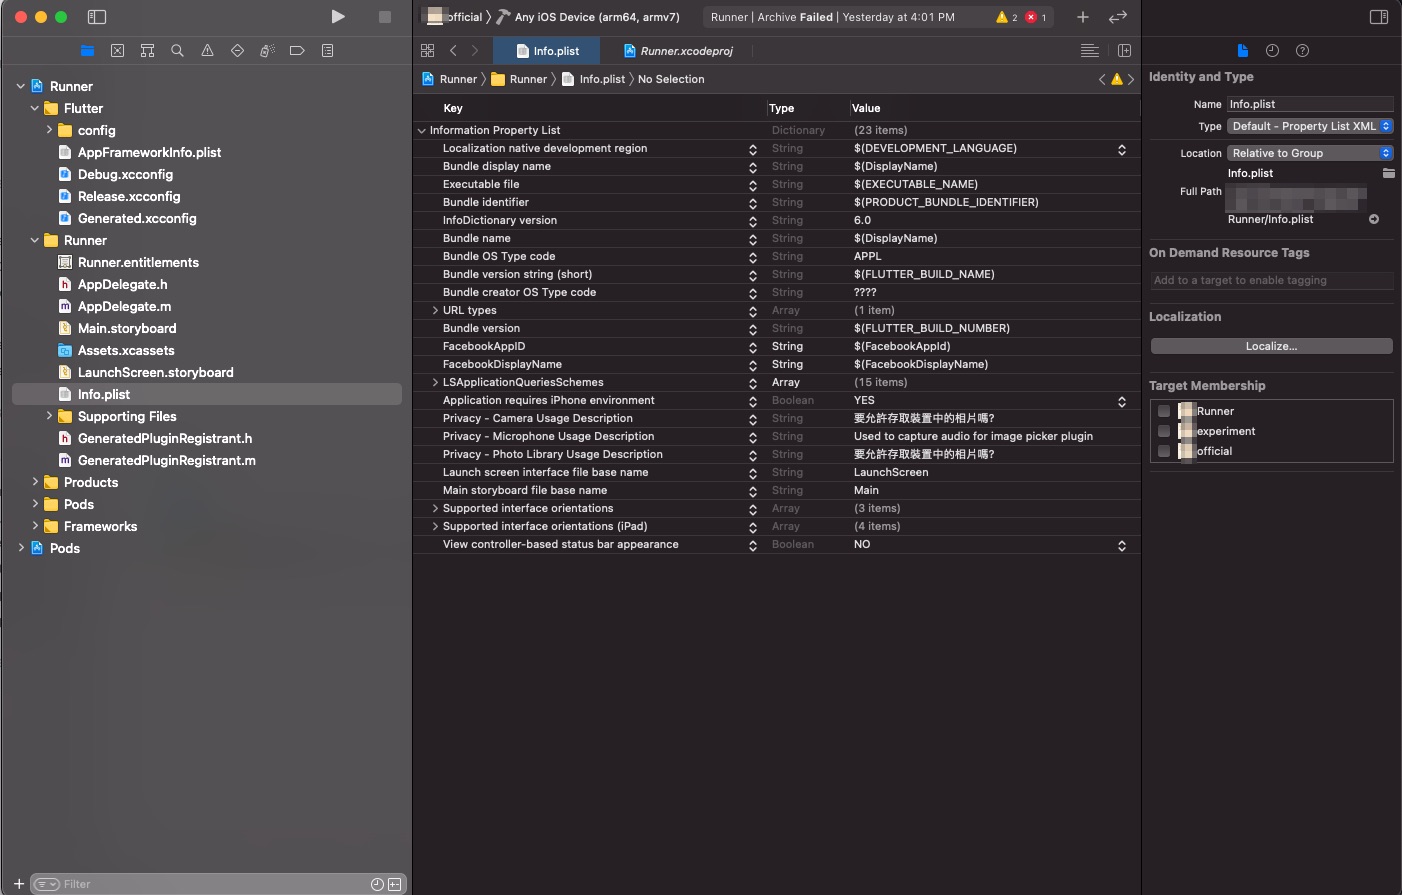 official › Any iOS Device (arm64, armv7)
Runner | Archive Failed | Yesterday at 4:01 PM
2
1
Info.plist
Runner.xcodeproj
Runner › Runner › Info.plist › No Selection
Runner
Flutter
config
AppFrameworkInfo.plist
Debug.xcconfig
Release.xcconfig
Generated.xcconfig
Runner
Runner.entitlements
AppDelegate.h
AppDelegate.m
Main.storyboard
Assets.xcassets
LaunchScreen.storyboard
Info.plist
Supporting Files
GeneratedPluginRegistrant.h
GeneratedPluginRegistrant.m
Products
Pods
Frameworks
Pods
Filter
Key Type Value
Information Property List Dictionary (23 items)
Localization native development region String $(DEVELOPMENT_LANGUAGE)
Bundle display name String $(DisplayName)
Executable file String $(EXECUTABLE_NAME)
Bundle identifier String $(PRODUCT_BUNDLE_IDENTIFIER)
InfoDictionary version String 6.0
Bundle name String $(DisplayName)
Bundle OS Type code String APPL
Bundle version string (short) String $(FLUTTER_BUILD_NAME)
Bundle creator OS Type code String ????
URL types Array (1 item)
Bundle version String $(FLUTTER_BUILD_NUMBER)
FacebookAppID String $(FacebookAppId)
FacebookDisplayName String $(FacebookDisplayName)
LSApplicationQueriesSchemes Array (15 items)
Application requires iPhone environment Boolean YES
Privacy - Camera Usage Description String 要允許存取裝置中的相片嗎?
Privacy - Microphone Usage Description String Used to capture audio for image picker plugin
Privacy - Photo Library Usage Description String 要允許存取裝置中的相片嗎?
Launch screen interface file base name String LaunchScreen
Main storyboard file base name String Main
Supported interface orientations Array (3 items)
Supported interface orientations (iPad) Array (4 items)
View controller-based status bar appearance Boolean NO
Identity and Type
Name Info.plist
Type Default - Property List XML
Location Relative to Group
Info.plist
Full Path
Runner/Info.plist
On Demand Resource Tags
Add to a target to enable tagging
Localization
Localize...
Target Membership
Runner
experiment
official